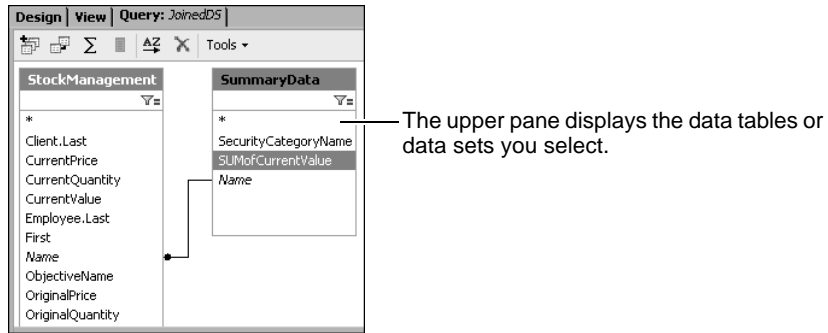 Design View Query: JoinedDS
Tools
StockManagement
*
Client.Last
CurrentPrice
CurrentQuantity
CurrentValue
Employee.Last
First
Name
ObjectiveName
OriginalPrice
OriginalQuantity
SummaryData
*
SecurityCategoryName
SUMofCurrentValue
Name
The upper pane displays the data tables or
data sets you select.